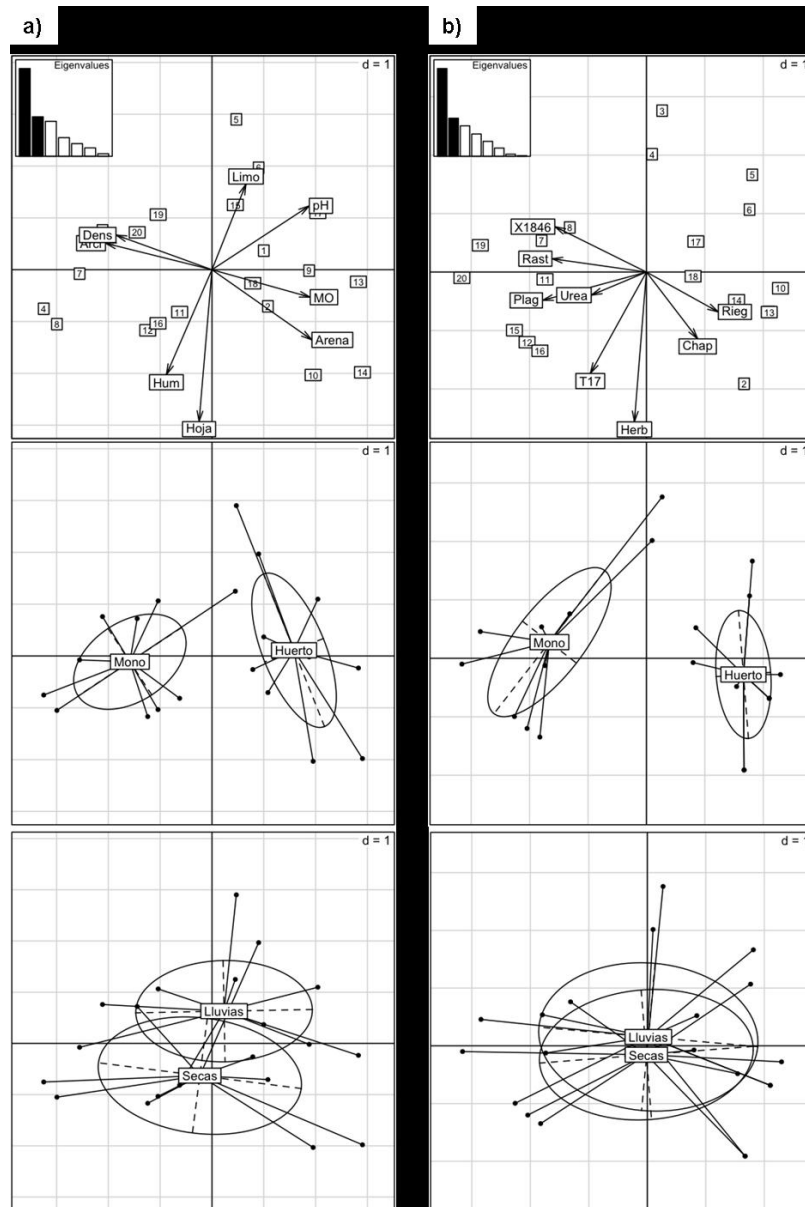 a)
b)
Eigenvalues
d = 1
5
6
Limo
15
pH
19
20
Dens
Arci
1
7
9
18
13
MO
2
4
8
11
12
16
Arena
Hum
10
14
Hoja
Eigenvalues
d = 1
3
4
5
6
X1846
8
7
19
17
Rast
20
11
18
10
Urea
Plag
14
Rieg
13
15
12
16
Chap
T17
2
Herb
d = 1
Mono
Huerto
d = 1
Mono
Huerto
d = 1
Lluvias
Secas
d = 1
Lluvias
Secas